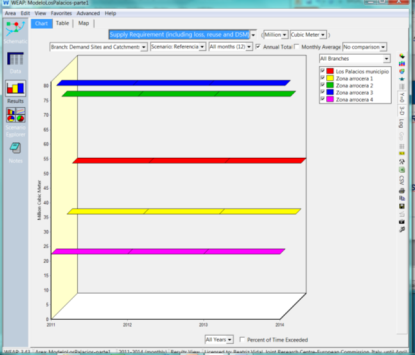 WEAP: ModeloLosPalacios-parte1
Area Edit View Favorites Advanced Help
Chart Table Map
Supply Requirement (including loss, reuse and DSM)
Million Cubic Meter
Branch: Demand Sites and Catchments Scenario: Referencia All months (12) Annual Total Monthly Average No comparison
All Branches
Los Palacios municipio
Zona arrocera 1
Zona arrocera 2
Zona arrocera 3
Zona arrocera 4
Schematic
Data
Results
Scenario Explorer
Notes
Y=0
Log
3-D
CSV
80
75
70
65
60
55
50
45
40
35
30
25
20
15
10
5
0
Million Cubic Meter
2011 2012 2013 2014
All Years Percent of Time Exceeded